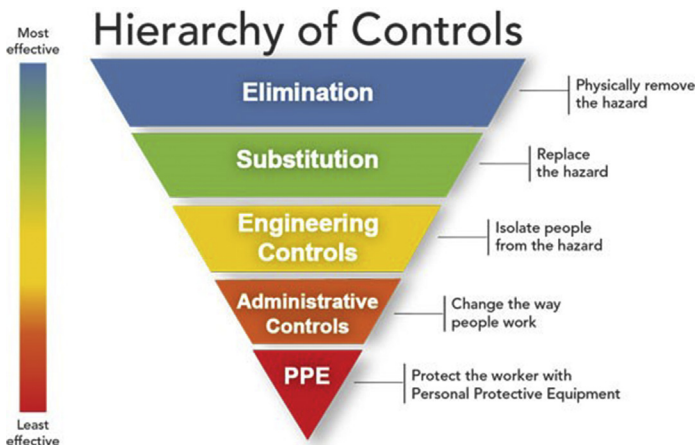 Hierarchy of Controls
Most
effective
Elimination
Physically remove
the hazard
Substitution
Replace
the hazard
Engineering
Controls
Isolate people
from the hazard
Administrative
Controls
Change the way
people work
PPE
Protect the worker with
Personal Protective Equipment
Least
effective